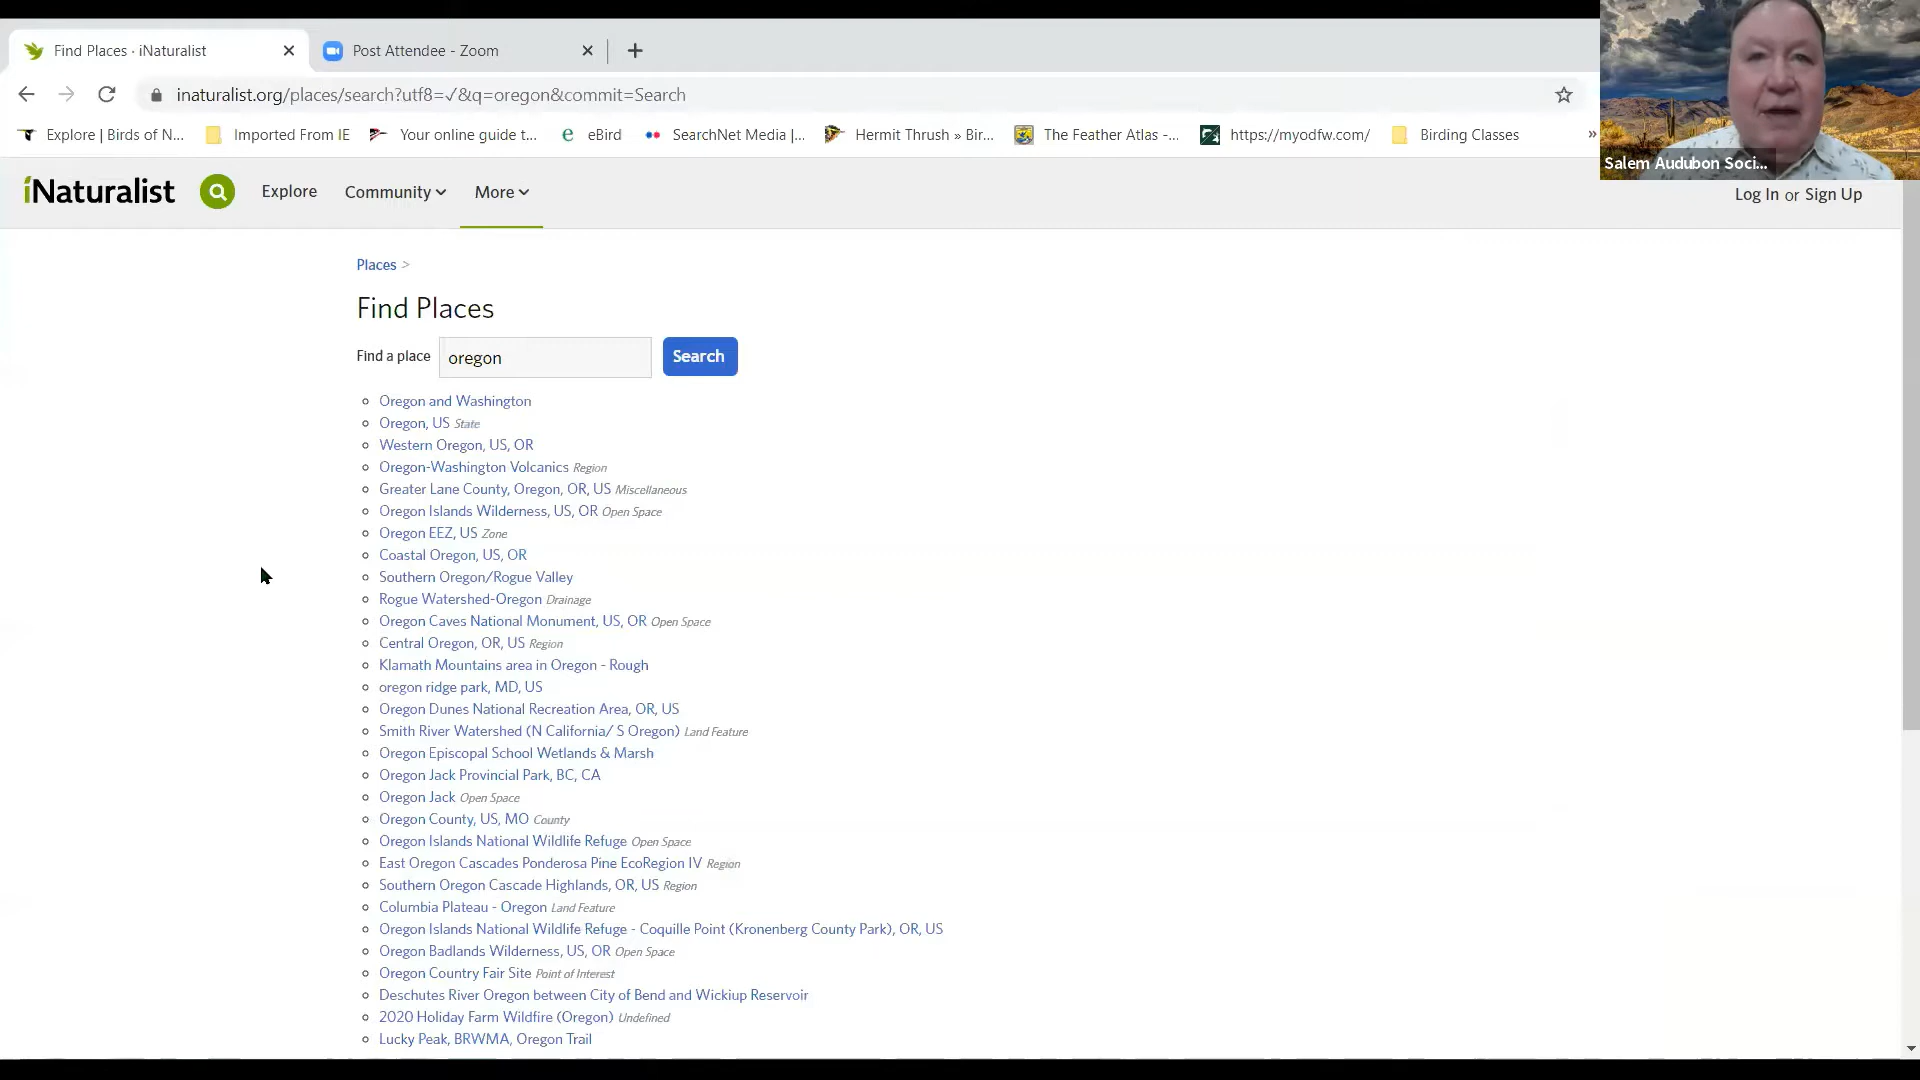 Find Places · iNaturalist
Post Attendee - Zoom
inaturalist.org/places/search?utf8=✓&q=oregon&commit=Search
Explore | Birds of N... Imported From IE Your online guide t... eBird SearchNet Media |... Hermit Thrush » Bir... The Feather Atlas -... https://myodfw.com/ Birding Classes »
Salem Audubon Soci...
iNaturalist Explore Community More Log In or Sign Up
Places >
Find Places
Find a place oregon Search
Oregon and Washington
Oregon, US State
Western Oregon, US, OR
Oregon-Washington Volcanics Region
Greater Lane County, Oregon, OR, US Miscellaneous
Oregon Islands Wilderness, US, OR Open Space
Oregon EEZ, US Zone
Coastal Oregon, US, OR
Southern Oregon/Rogue Valley
Rogue Watershed-Oregon Drainage
Oregon Caves National Monument, US, OR Open Space
Central Oregon, OR, US Region
Klamath Mountains area in Oregon - Rough
oregon ridge park, MD, US
Oregon Dunes National Recreation Area, OR, US
Smith River Watershed (N California/ S Oregon) Land Feature
Oregon Episcopal School Wetlands & Marsh
Oregon Jack Provincial Park, BC, CA
Oregon Jack Open Space
Oregon County, US, MO County
Oregon Islands National Wildlife Refuge Open Space
East Oregon Cascades Ponderosa Pine EcoRegion IV Region
Southern Oregon Cascade Highlands, OR, US Region
Columbia Plateau - Oregon Land Feature
Oregon Islands National Wildlife Refuge - Coquille Point (Kronenberg County Park), OR, US
Oregon Badlands Wilderness, US, OR Open Space
Oregon Country Fair Site Point of Interest
Deschutes River Oregon between City of Bend and Wickiup Reservoir
2020 Holiday Farm Wildfire (Oregon) Undefined
Lucky Peak, BRWMA, Oregon Trail